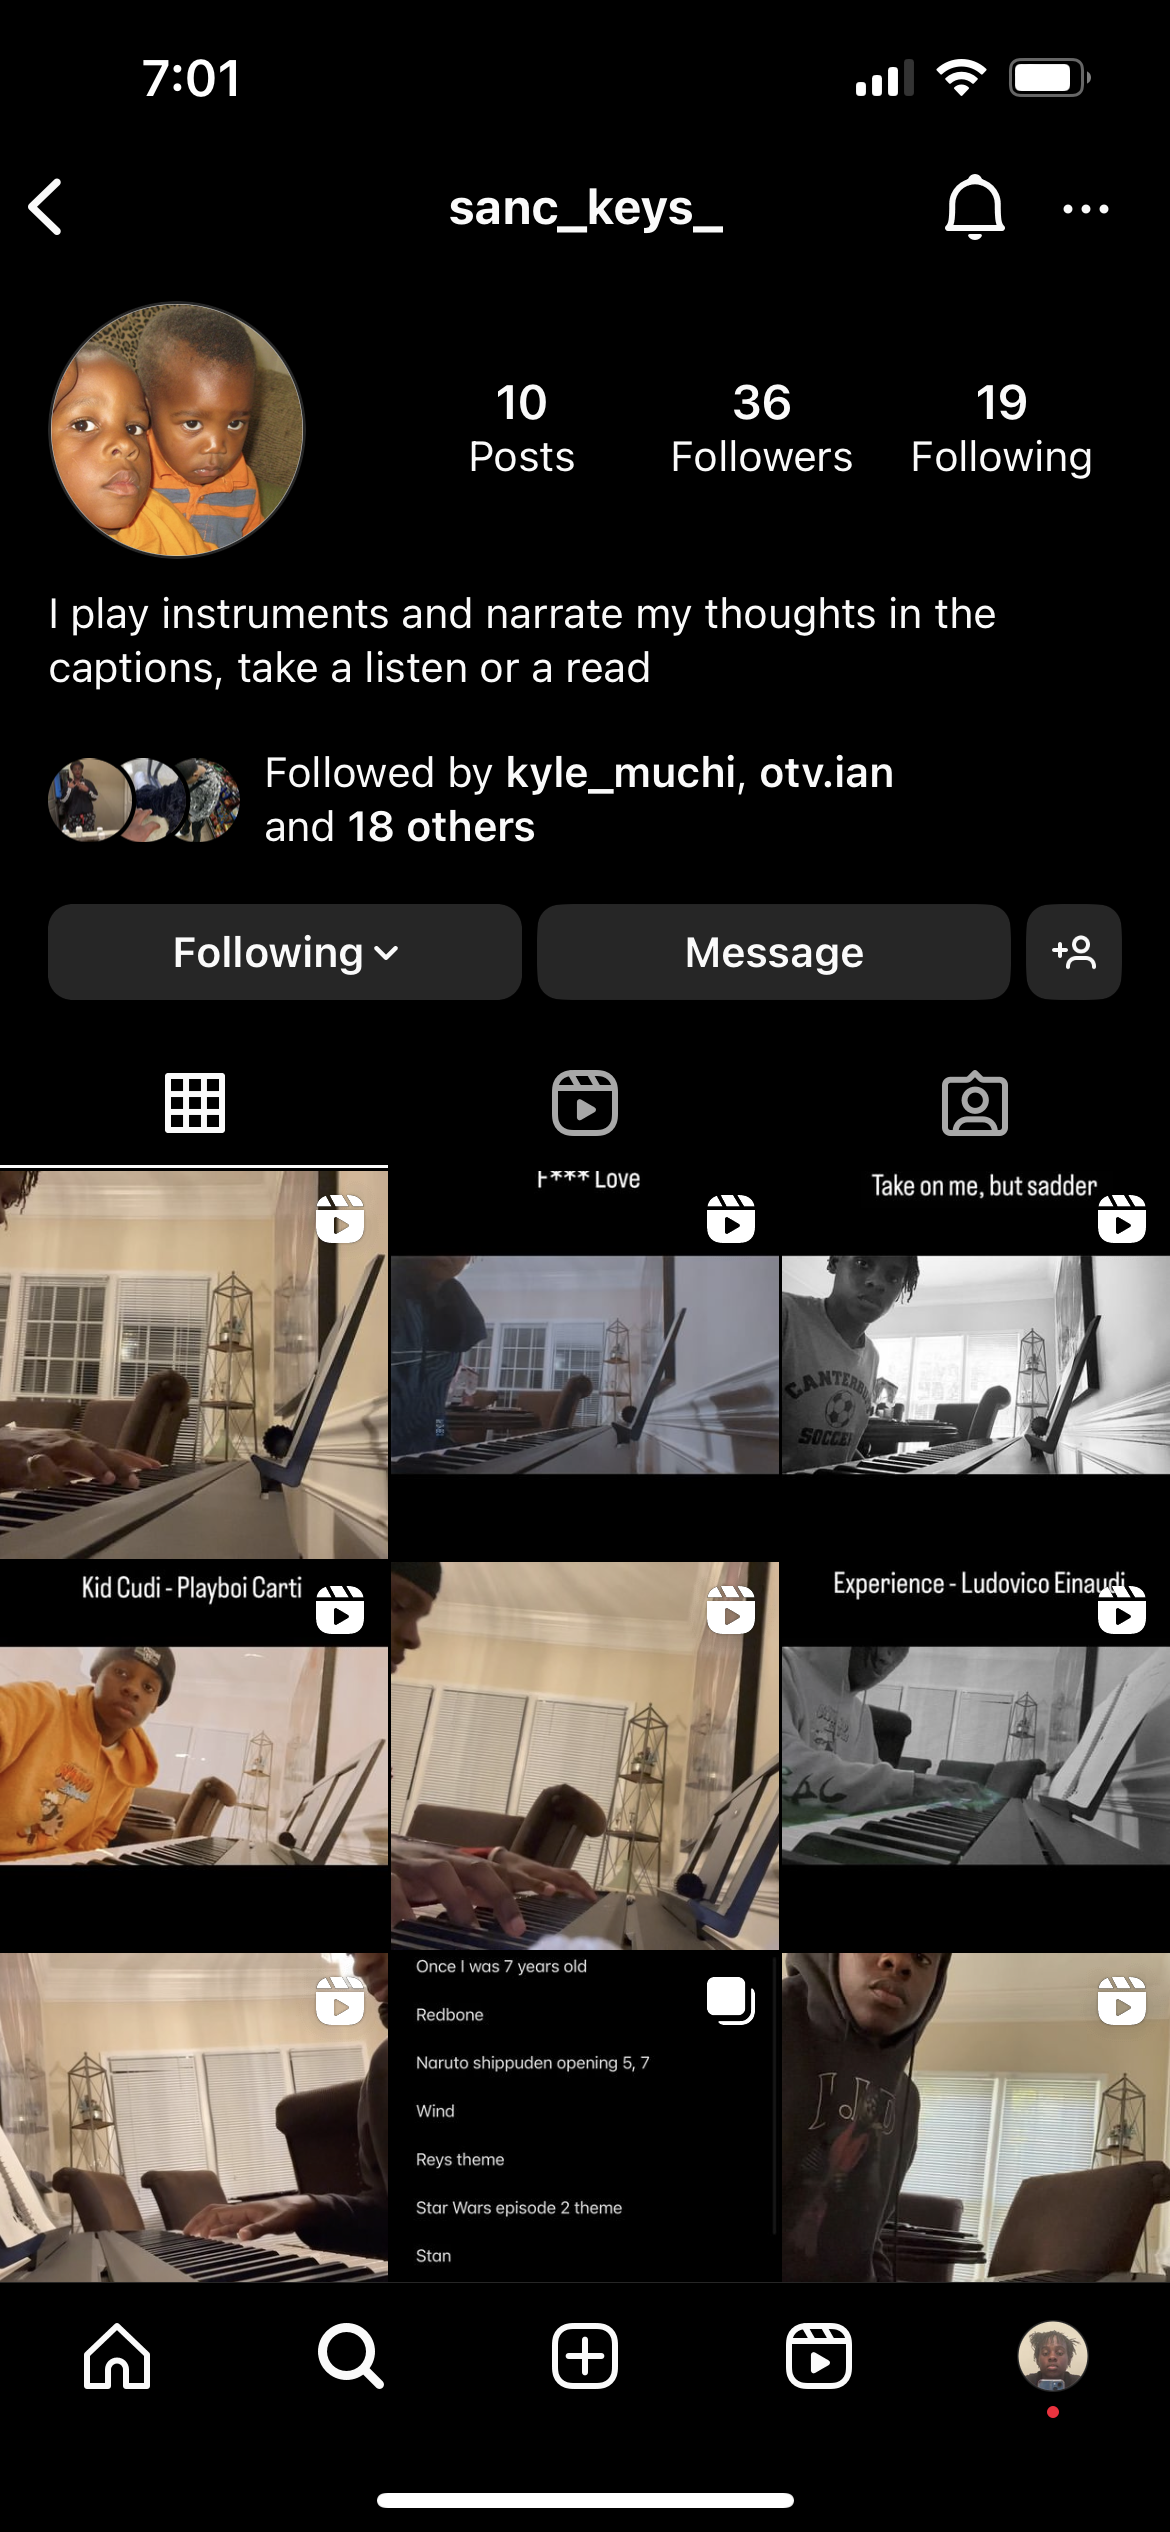 7:01
sanc_keys_
10
Posts
36
Followers
19
Following
I play instruments and narrate my thoughts in the
captions, take a listen or a read
Followed by kyle_muchi, otv.ian
and 18 others
Following
Message
F*** Love
Take on me, but sadder
CANTERBU
SOCCER
Kid Cudi - Playboi Carti
Experience - Ludovico Einaudi
Once I was 7 years old
Redbone
Naruto shippuden opening 5, 7
Wind
Reys theme
Star Wars episode 2 theme
Stan